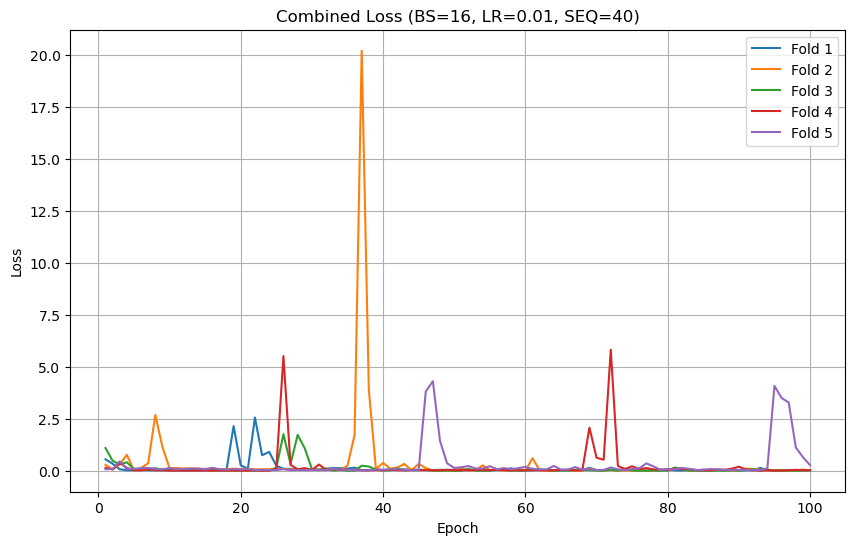 Combined Loss (BS=16, LR=0.01, SEQ=40)
Fold 1
Fold 2
Fold 3
Fold 4
Fold 5
20.0
17.5
15.0
12.5
10.0
7.5
5.0
2.5
0.0
Loss
0
20
40
60
80
100
Epoch